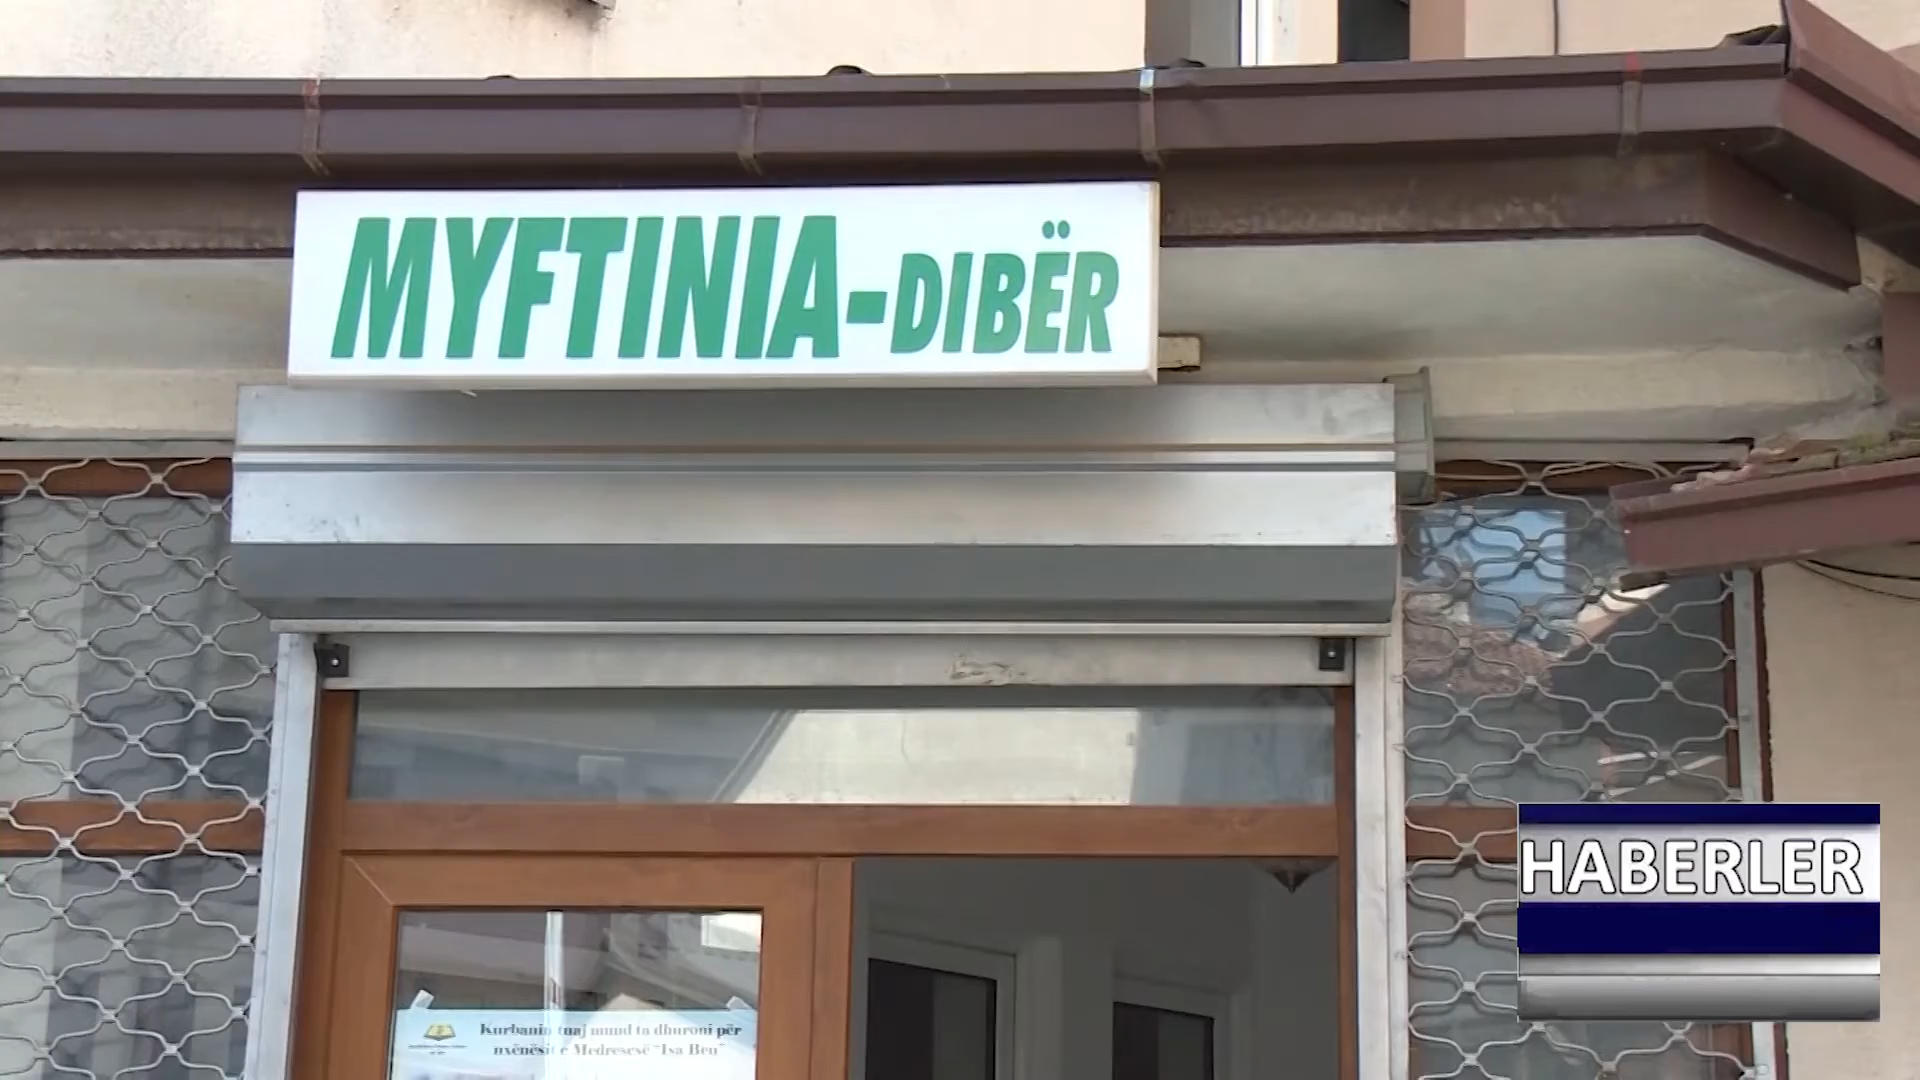 MYFTINIA-DIBËR
HABERLER
Kurbanin tuaj mund ta dhuroni për
nxënësit e Medresesë "Isa Beu"